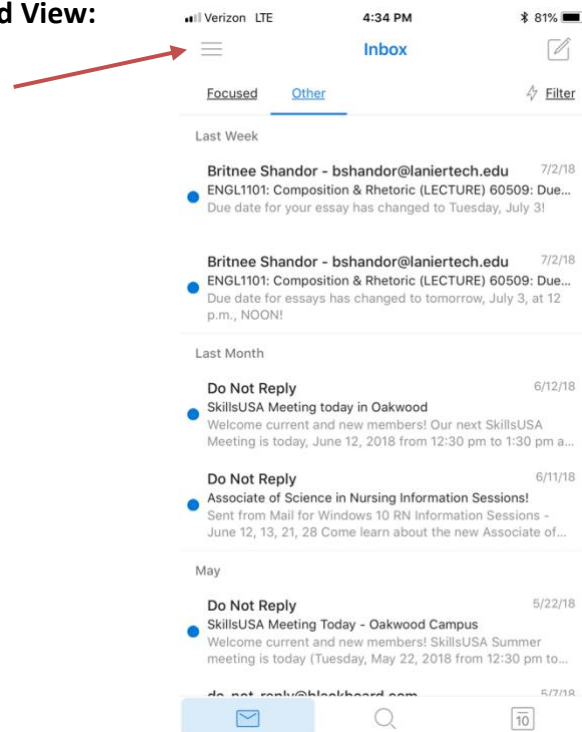 d View:
Verizon LTE 4:34 PM 81%
Inbox
Focused Other Filter
Last Week
Britnee Shandor - bshandor@laniertech.edu 7/2/18
ENGL1101: Composition & Rhetoric (LECTURE) 60509: Due...
Due date for your essay has changed to Tuesday, July 3!
Britnee Shandor - bshandor@laniertech.edu 7/2/18
ENGL1101: Composition & Rhetoric (LECTURE) 60509: Due...
Due date for essays has changed to tomorrow, July 3, at 12
p.m., NOON!
Last Month
Do Not Reply 6/12/18
SkillsUSA Meeting today in Oakwood
Welcome current and new members! Our next SkillsUSA
Meeting is today, June 12, 2018 from 12:30 pm to 1:30 pm a...
Do Not Reply 6/11/18
Associate of Science in Nursing Information Sessions!
Sent from Mail for Windows 10 RN Information Sessions -
June 12, 13, 21, 28 Come learn about the new Associate of...
May
Do Not Reply 5/22/18
SkillsUSA Meeting Today - Oakwood Campus
Welcome current and new members! SkillsUSA Summer
meeting is today (Tuesday, May 22, 2018 from 12:30 pm to...
do-not-reply@blackboard.com 5/7/18
10